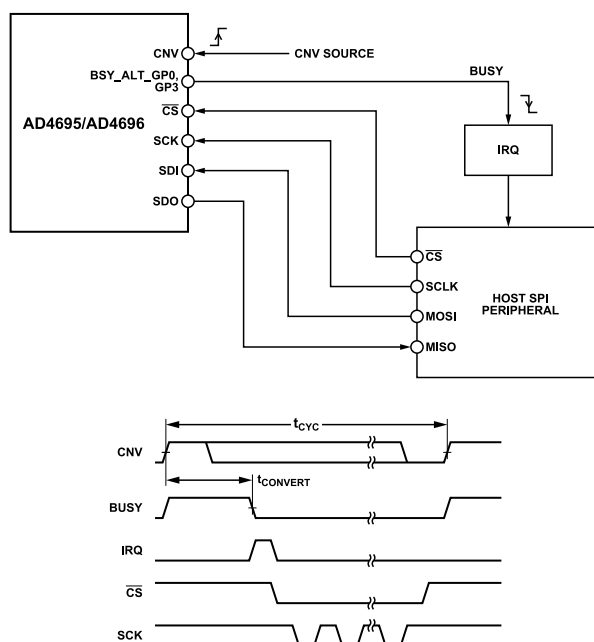 CNV
CNV SOURCE
BSY_ALT_GP0,
GP3
BUSY
CS
AD4695/AD4696
SCK
IRQ
SDI
SDO
CS
SCLK
HOST SPI
PERIPHERAL
MOSI
MISO
tCYC
CNV
tCONVERT
BUSY
IRQ
CS
SCK